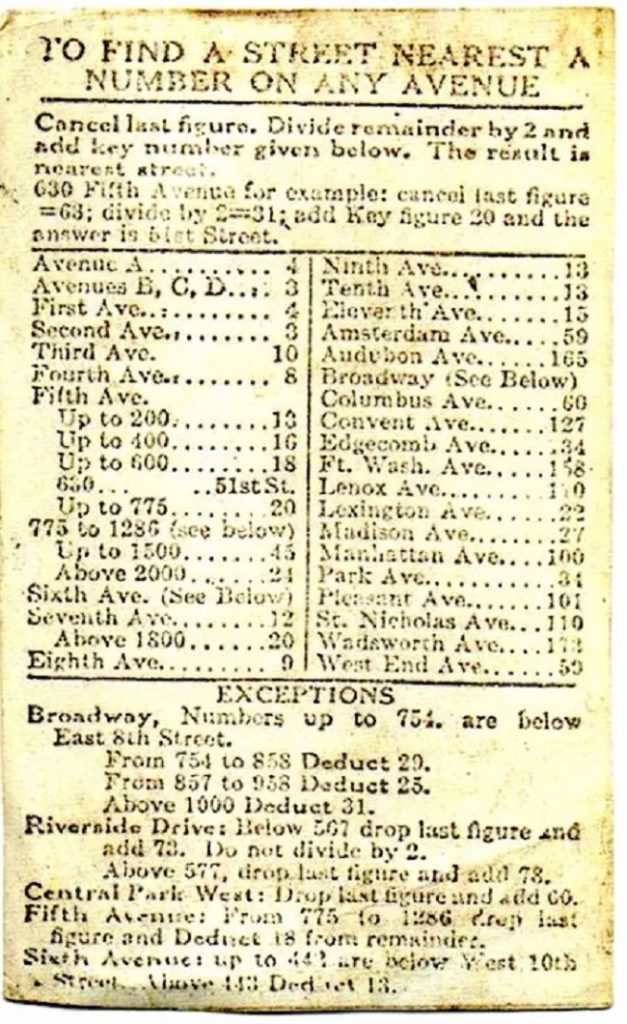 TO FIND A STREET NEAREST A
NUMBER ON ANY AVENUE
Cancel last figure. Divide remainder by 2 and
add key number given below. The result is
nearest street.
630 Fifth Avenue for example: cancel last figure
=63; divide by 2=31; add Key figure 20 and the
answer is 51st Street.
Avenue A.......... 4
Avenues B, C, D..:. 3
First Ave..:........ 4
Second Ave......... 3
Third Ave. 10
Fourth Ave......... 8
Fifth Ave.
Up to 200.........13
Up to 400.........16
Up to 600.........18
630... ..51st St.
Up to 775.........20
775 to 1286 (see below)
Up to 1500.......45
Above 2000.......24
Sixth Ave. (See Below)
Seventh Ave........12
Above 1800.......20
Eighth Ave......... 9
Ninth Ave..........13
Tenth Ave..........13
Eleventh Ave.......15
Amsterdam Ave.....59
Audubon Ave......165
Broadway (See Below)
Columbus Ave......60
Convent Ave......127
Edgecomb Ave.....34
Ft. Wash. Ave.....
Lenox Ave........110
Lexington Ave.....22
Madison Ave.......27
Manhattan Ave....100
Park Ave..........34
Pleasant Ave......101
St. Nicholas Ave...110
Wadsworth Ave....173
West End Ave......59
EXCEPTIONS
Broadway, Numbers up to 754. are below
East 8th Street.
From 754 to 858 Deduct 29.
From 857 to 958 Deduct 25.
Above 1000 Deduct 31.
Riverside Drive: Below 567 drop last figure and
add 73. Do not divide by 2.
Above 577, drop last figure and add 78.
Central Park West: Drop last figure and add 60.
Fifth Avenue: From 775 to 1286 drop last
figure and Deduct 18 from remainder.
Sixth Avenue: up to 442 are below West 10th
Street. Above 443 Deduct 13.